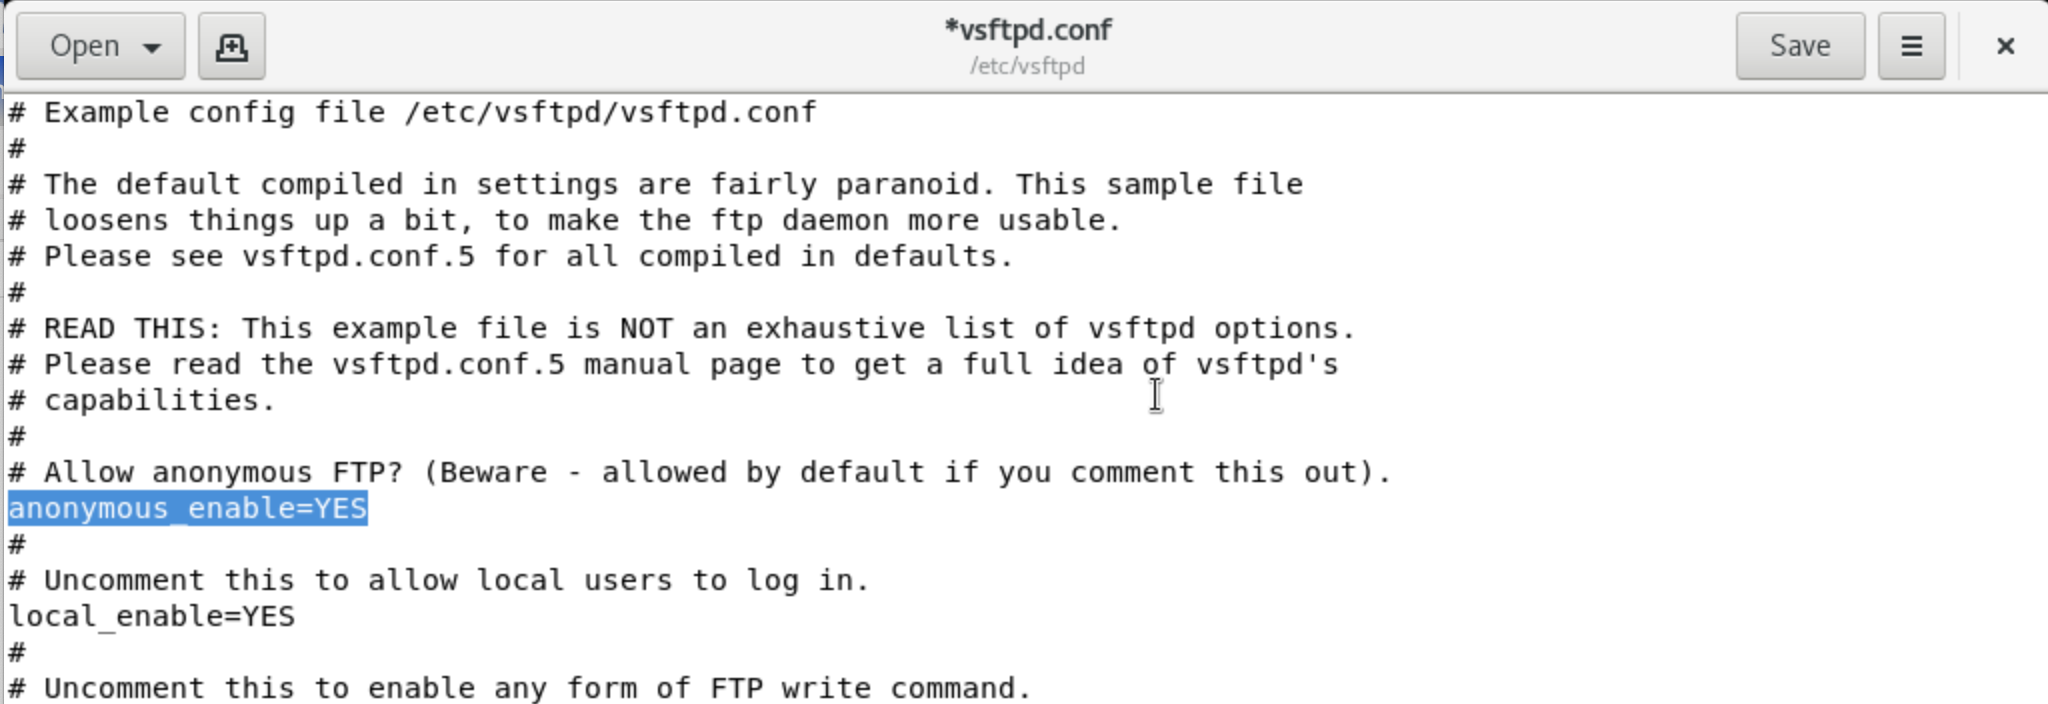 Open
*vsftpd.conf
/etc/vsftpd
Save
# Example config file /etc/vsftpd/vsftpd.conf
#
# The default compiled in settings are fairly paranoid. This sample file
# loosens things up a bit, to make the ftp daemon more usable.
# Please see vsftpd.conf.5 for all compiled in defaults.
#
# READ THIS: This example file is NOT an exhaustive list of vsftpd options.
# Please read the vsftpd.conf.5 manual page to get a full idea of vsftpd's
# capabilities.
#
# Allow anonymous FTP? (Beware - allowed by default if you comment this out).
anonymous_enable=YES
#
# Uncomment this to allow local users to log in.
local_enable=YES
#
# Uncomment this to enable any form of FTP write command.